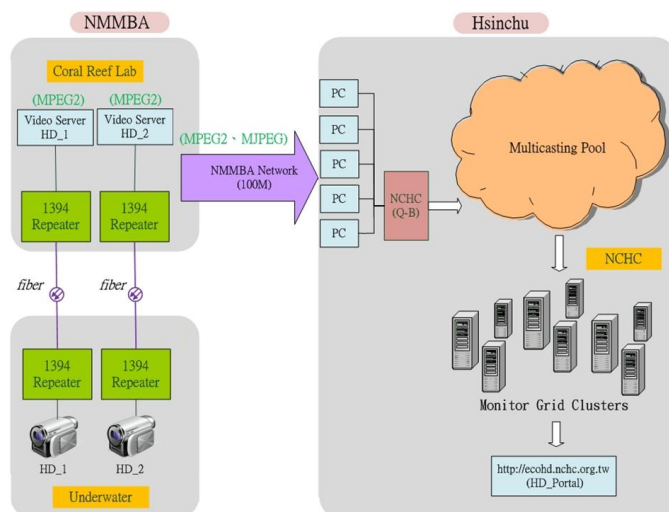 NMMBA
Coral Reef Lab
(MPEG2)
(MPEG2)
Video Server
HD_1
Video Server
HD_2
1394
Repeater
1394
Repeater
fiber
fiber
1394
Repeater
1394
Repeater
HD_1
HD_2
Underwater
(MPEG2、MJPEG)
NMMBA Network
(100M)
Hsinchu
PC
PC
PC
PC
PC
NCHC
(Q-B)
Multicasting Pool
NCHC
Monitor Grid Clusters
http://ecohd.nchc.org.tw
(HD_Portal)